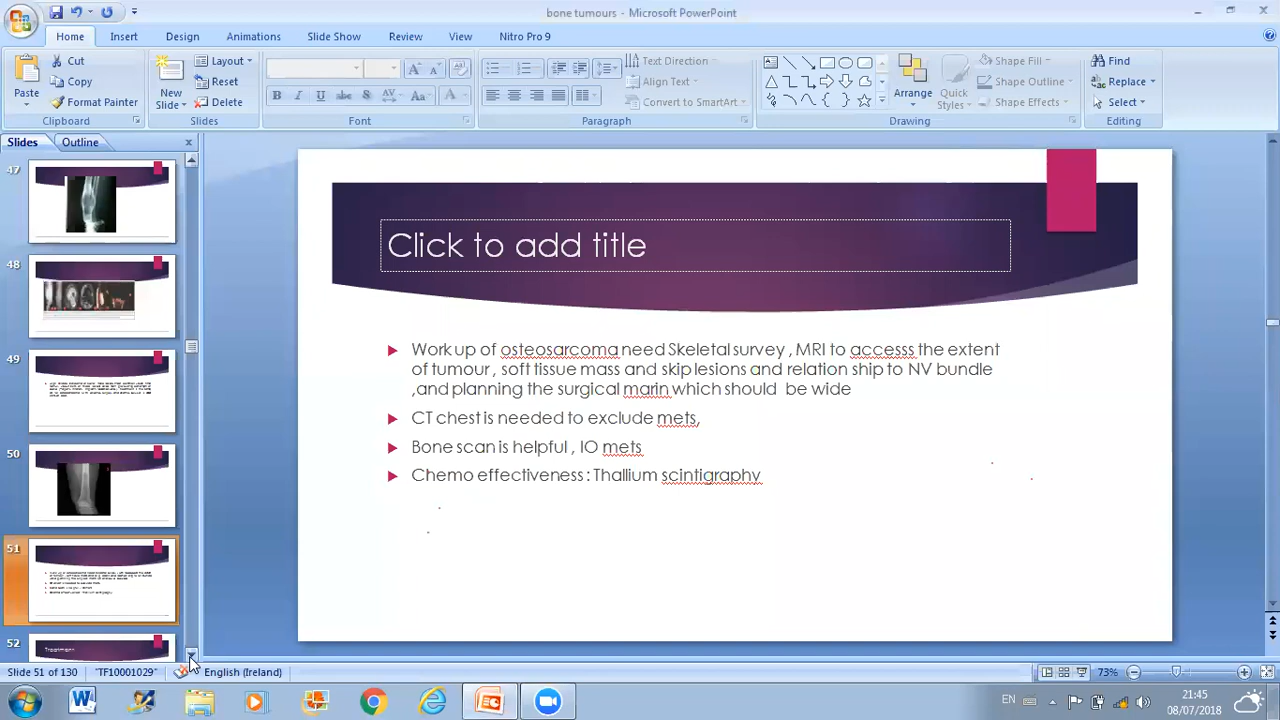 bone tumours - Microsoft PowerPoint
Home Insert Design Animations Slide Show Review View Nitro Pro 9
Paste
Cut
Copy
Format Painter
Clipboard
New
Slide
Layout
Reset
Delete
Slides
B I U abc S AV Aa A
Font
Text Direction
Align Text
Convert to SmartArt
Paragraph
Arrange
Quick
Styles
Shape Fill
Shape Outline
Shape Effects
Drawing
Find
Replace
Select
Editing
Slides Outline
47
48
49
50
51
52
Click to add title
Work up of osteosarcoma need Skeletal survey , MRI to accesss the extent
of tumour , soft tissue mass and skip lesions and relation ship to NV bundle
,and planning the surgical marin which should be wide
CT chest is needed to exclude mets,
Bone scan is helpful , IO mets
Chemo effectiveness : Thallium scintigraphy
Slide 51 of 130 "TF10001029" English (Ireland) 73%
EN 21:45
08/07/2018